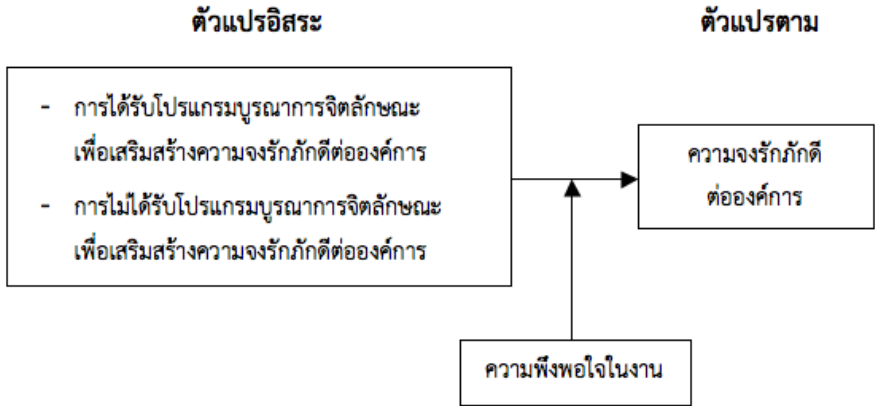 ตัวแปรอิสระ
ตัวแปรตาม
- การได้รับโปรแกรมบูรณาการจิตลักษณะ
เพื่อเสริมสร้างความจงรักภักดีต่อองค์การ
- การไม่ได้รับโปรแกรมบูรณาการจิตลักษณะ
เพื่อเสริมสร้างความจงรักภักดีต่อองค์การ
ความจงรักภักดี
ต่อองค์การ
ความพึงพอใจในงาน